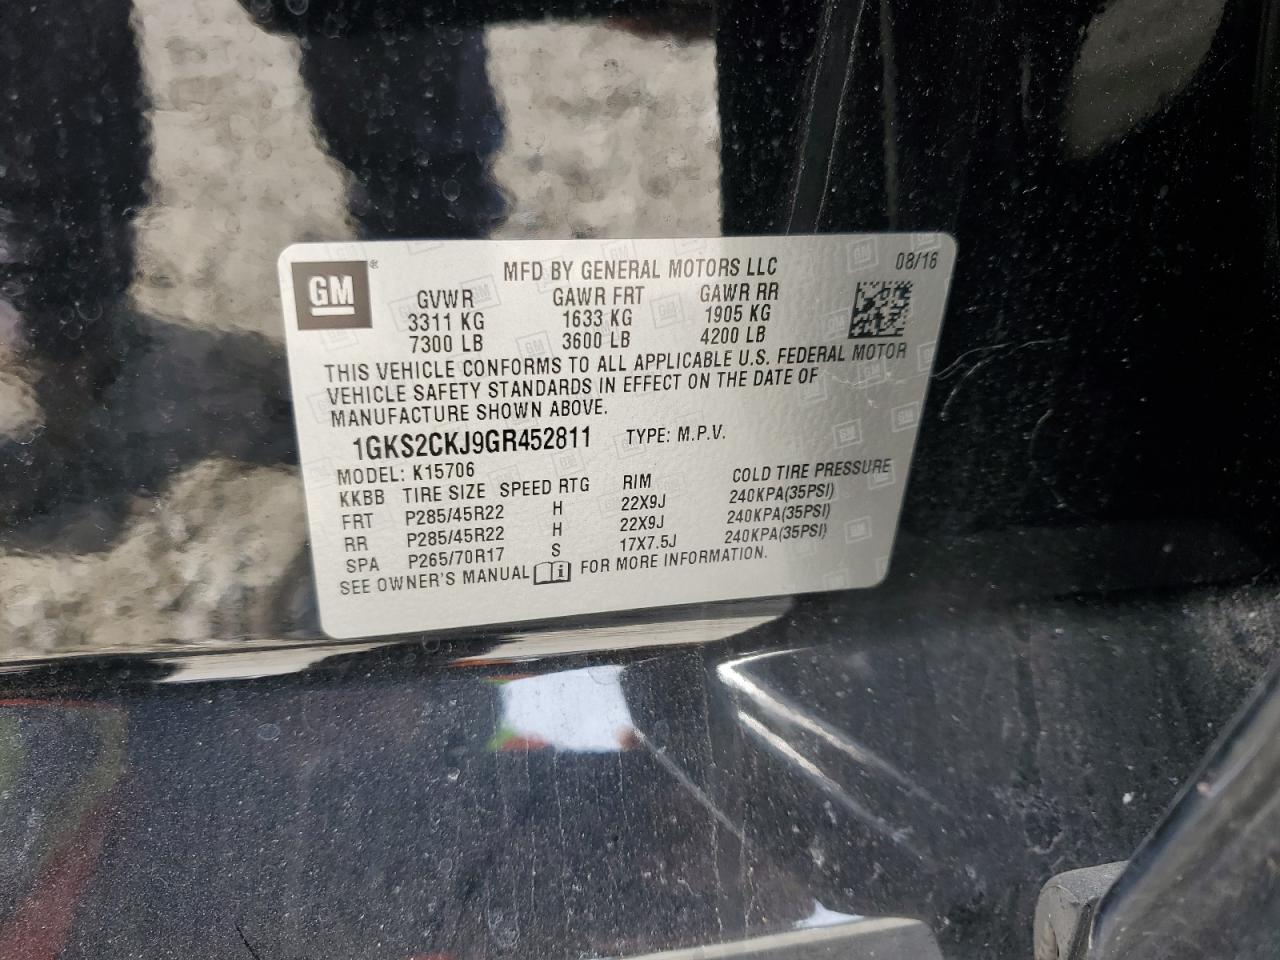 GM®
MFD BY GENERAL MOTORS LLC
08/16
GVWR GAWR FRT GAWR RR
3311 KG 1633 KG 1905 KG
7300 LB 3600 LB 4200 LB
THIS VEHICLE CONFORMS TO ALL APPLICABLE U.S. FEDERAL MOTOR
VEHICLE SAFETY STANDARDS IN EFFECT ON THE DATE OF
MANUFACTURE SHOWN ABOVE.
1GKS2CKJ9GR452811 TYPE: M.P.V.
MODEL: K15706
KKBB TIRE SIZE SPEED RTG RIM COLD TIRE PRESSURE
FRT P285/45R22 H 22X9J 240KPA(35PSI)
RR P285/45R22 H 22X9J 240KPA(35PSI)
SPA P265/70R17 S 17X7.5J 240KPA(35PSI)
SEE OWNER'S MANUAL FOR MORE INFORMATION.